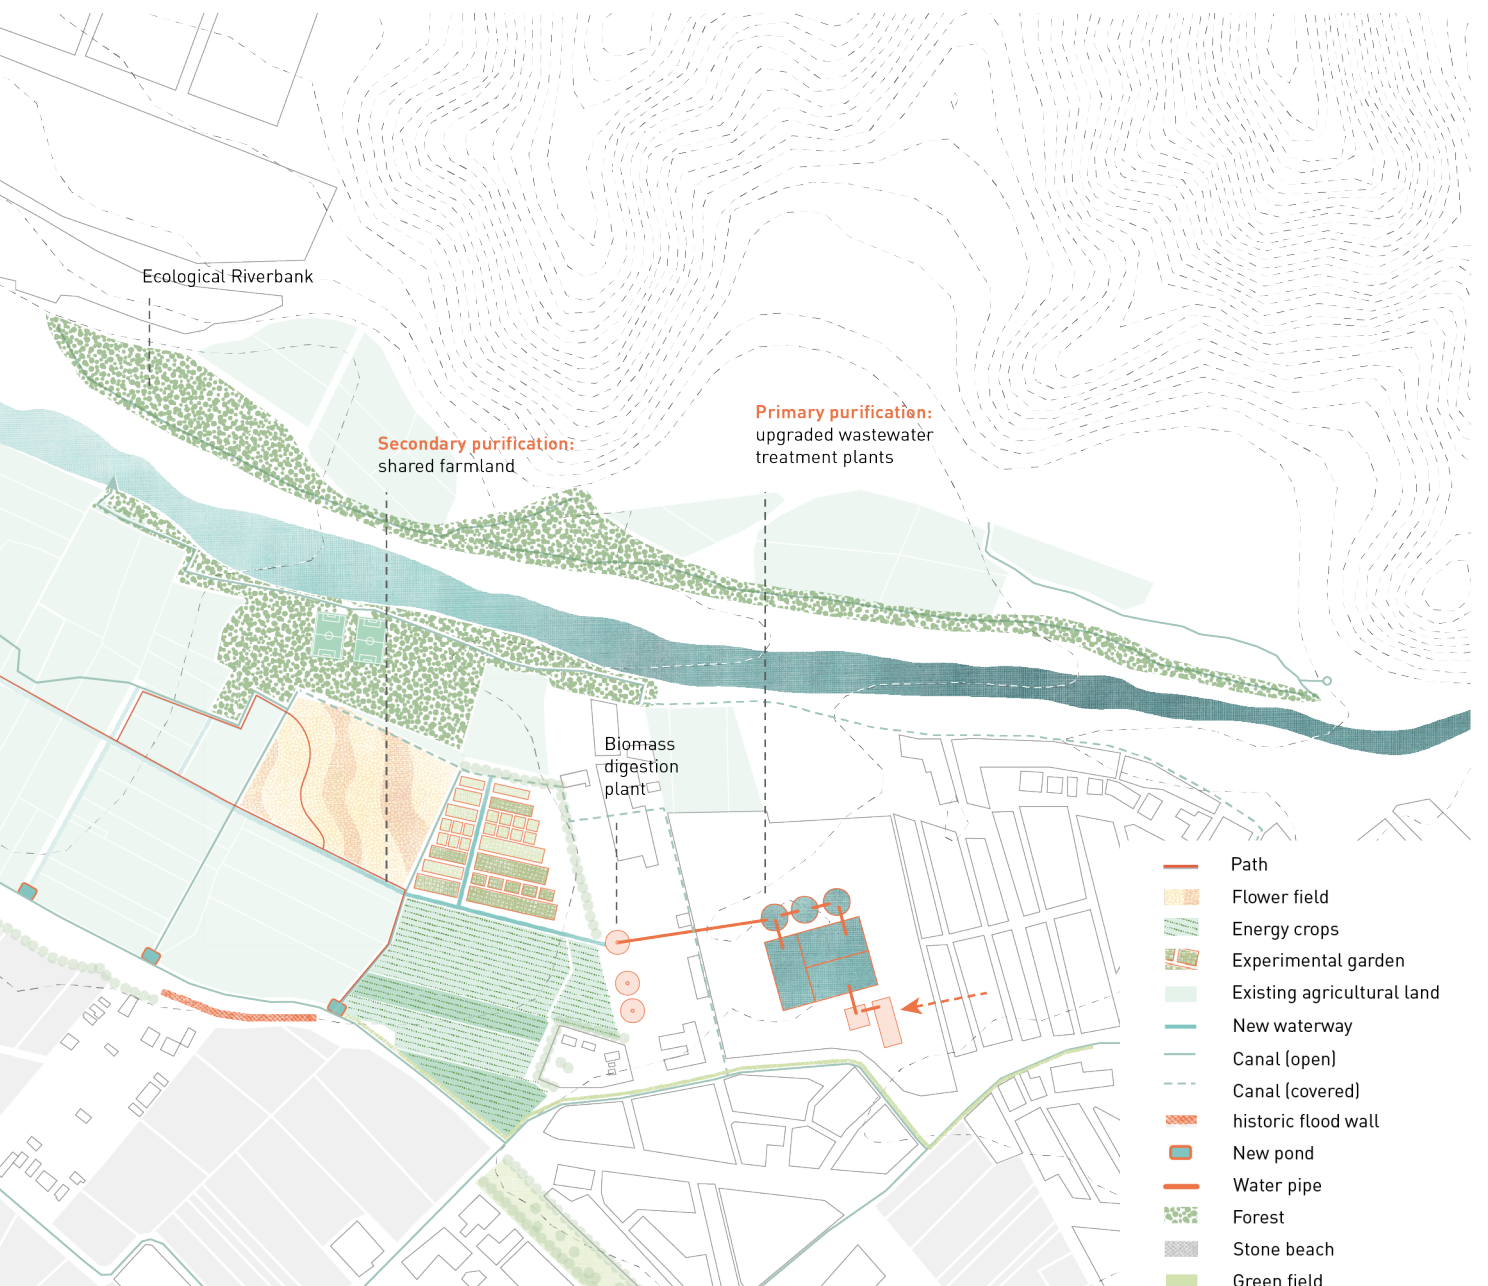 Ecological Riverbank
Secondary purification:
shared farmland
Primary purification:
upgraded wastewater
treatment plants
Biomass
digestion
plant
Path
Flower field
Energy crops
Experimental garden
Existing agricultural land
New waterway
Canal (open)
Canal (covered)
historic flood wall
New pond
Water pipe
Forest
Stone beach
Green field